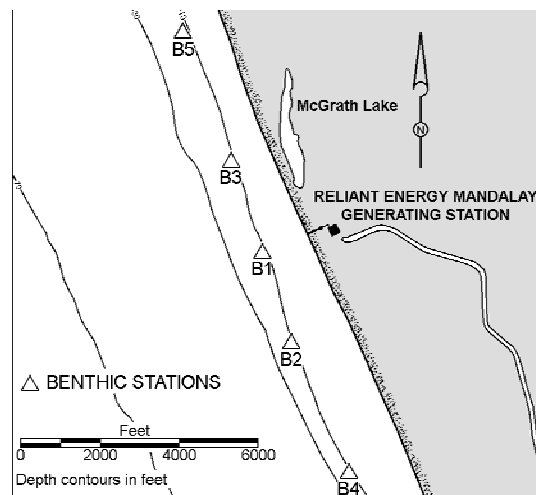 B5
McGrath Lake
N
B3
RELIANT ENERGY MANDALAY
GENERATING STATION
B1
B2
BENTHIC STATIONS
Feet
0 2000 4000 6000
Depth contours in feet
B4